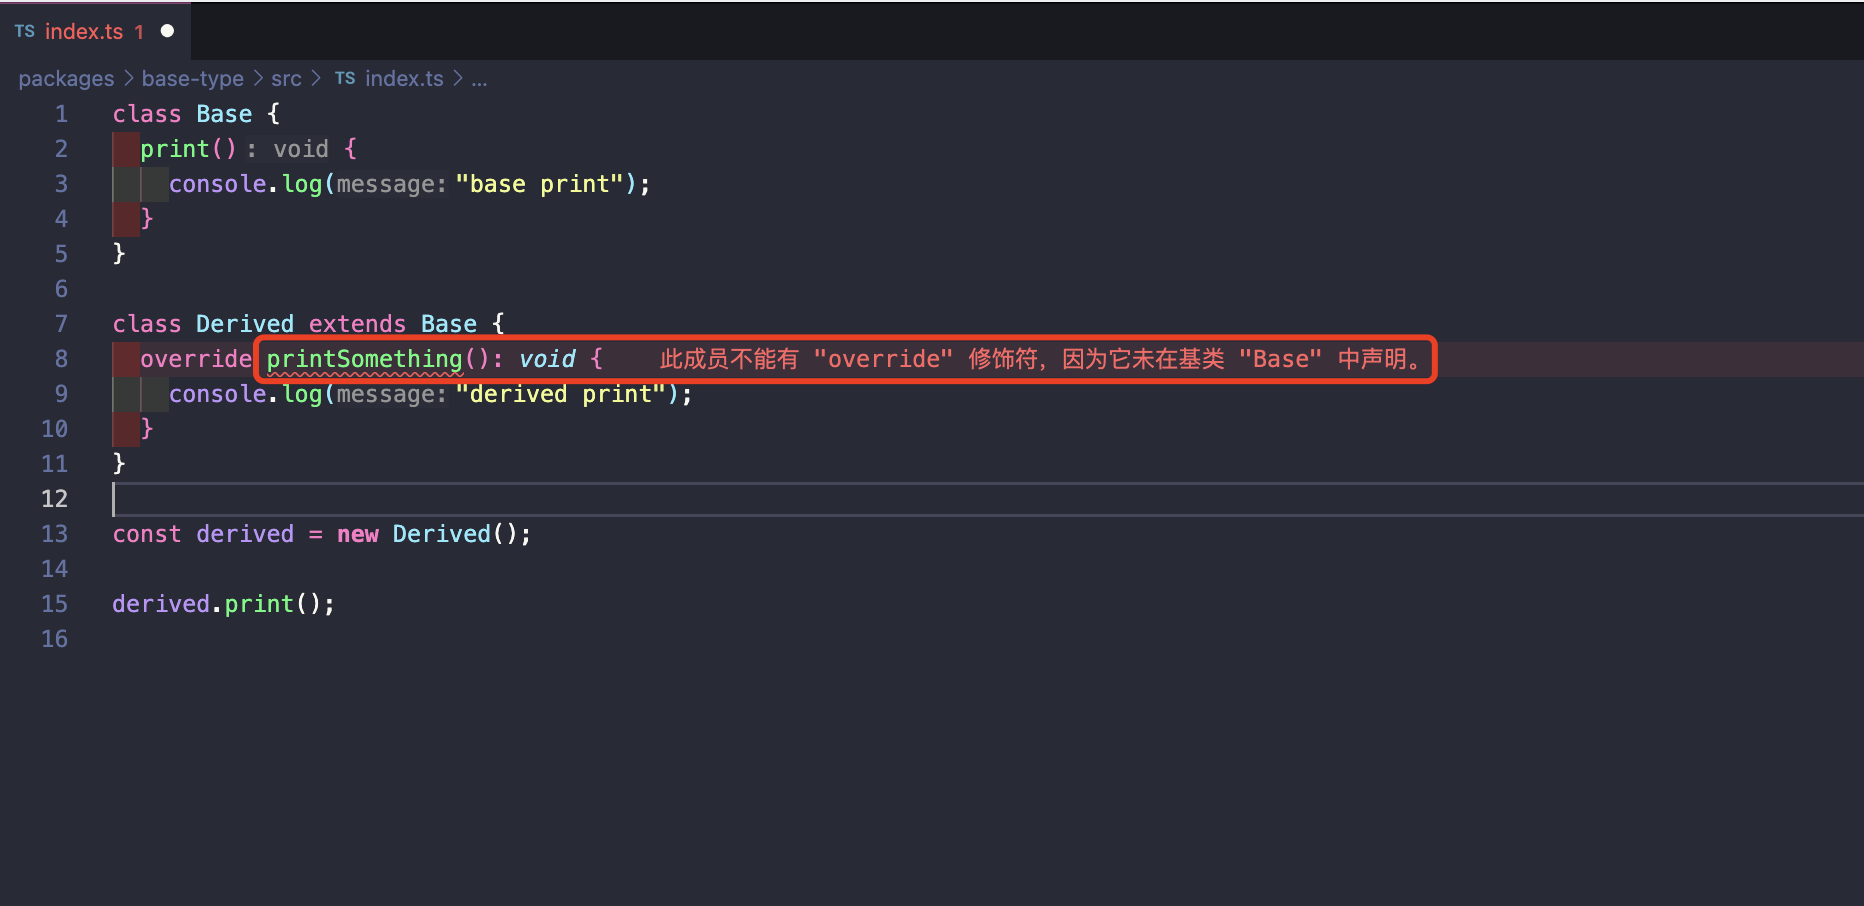 TS index.ts 1
packages > base-type > src > TS index.ts > ...
1 class Base {
2 print(): void {
3 console.log(message: "base print");
4 }
5 }
6
7 class Derived extends Base {
8 override printSomething(): void { 此成员不能有 "override" 修饰符，因为它未在基类 "Base" 中声明。
9 console.log(message: "derived print");
10 }
11 }
12
13 const derived = new Derived();
14
15 derived.print();
16